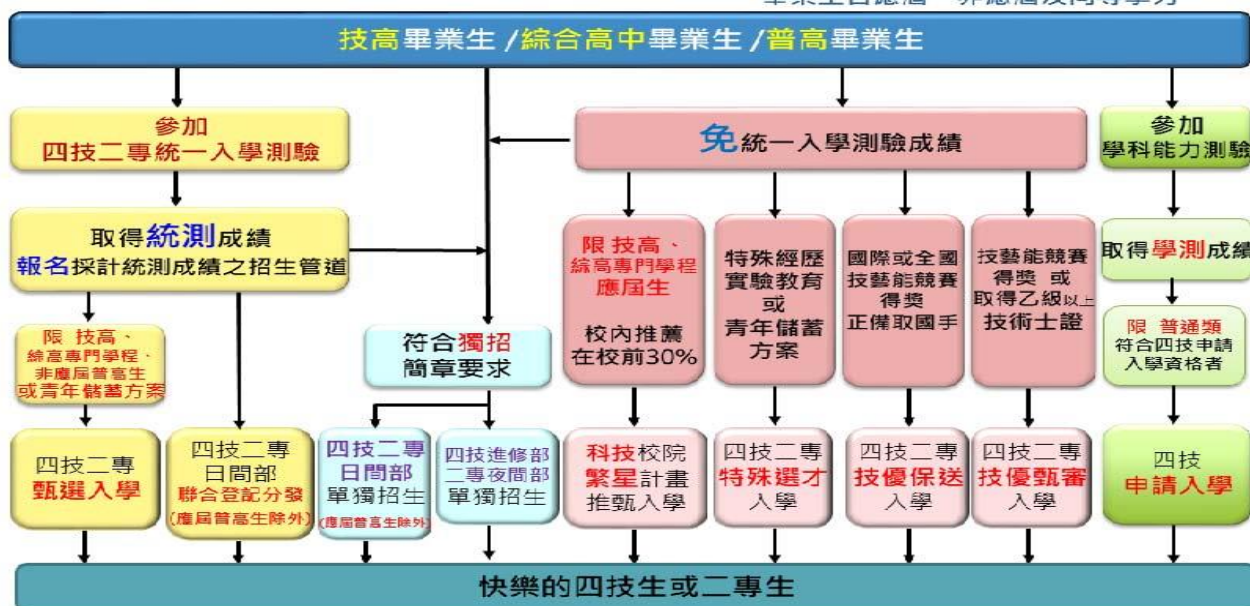 技高畢業生/綜合高中畢業生/普高畢業生
參加
四技二專統一入學測驗
免統一入學測驗成績
參加
學科能力測驗
取得統測成績
報名採計統測成績之招生管道
限 技高、
綜高專門學程
應屆生
校內推薦
在校前30%
特殊經歷
實驗教育
或
青年儲蓄
方案
國際或全國
技藝能競賽
得獎
正備取國手
技藝能競賽
得獎 或
取得乙級以上
技術士證
取得學測成績
限 技高、
綜高專門學程、
非應屆普高生
或青年儲蓄方案
符合獨招
簡章要求
限 普通類
符合四技申請
入學資格者
四技二專
甄選入學
四技二專
日間部
聯合登記分發
(應屆普高生除外)
四技二專
日間部
單獨招生
(應屆普高生除外)
四技進修部
二專夜間部
單獨招生
科技校院
繁星計畫
推甄入學
四技二專
特殊選才
入學
四技二專
技優保送
入學
四技二專
技優甄審
入學
四技
申請入學
快樂的四技生或二專生